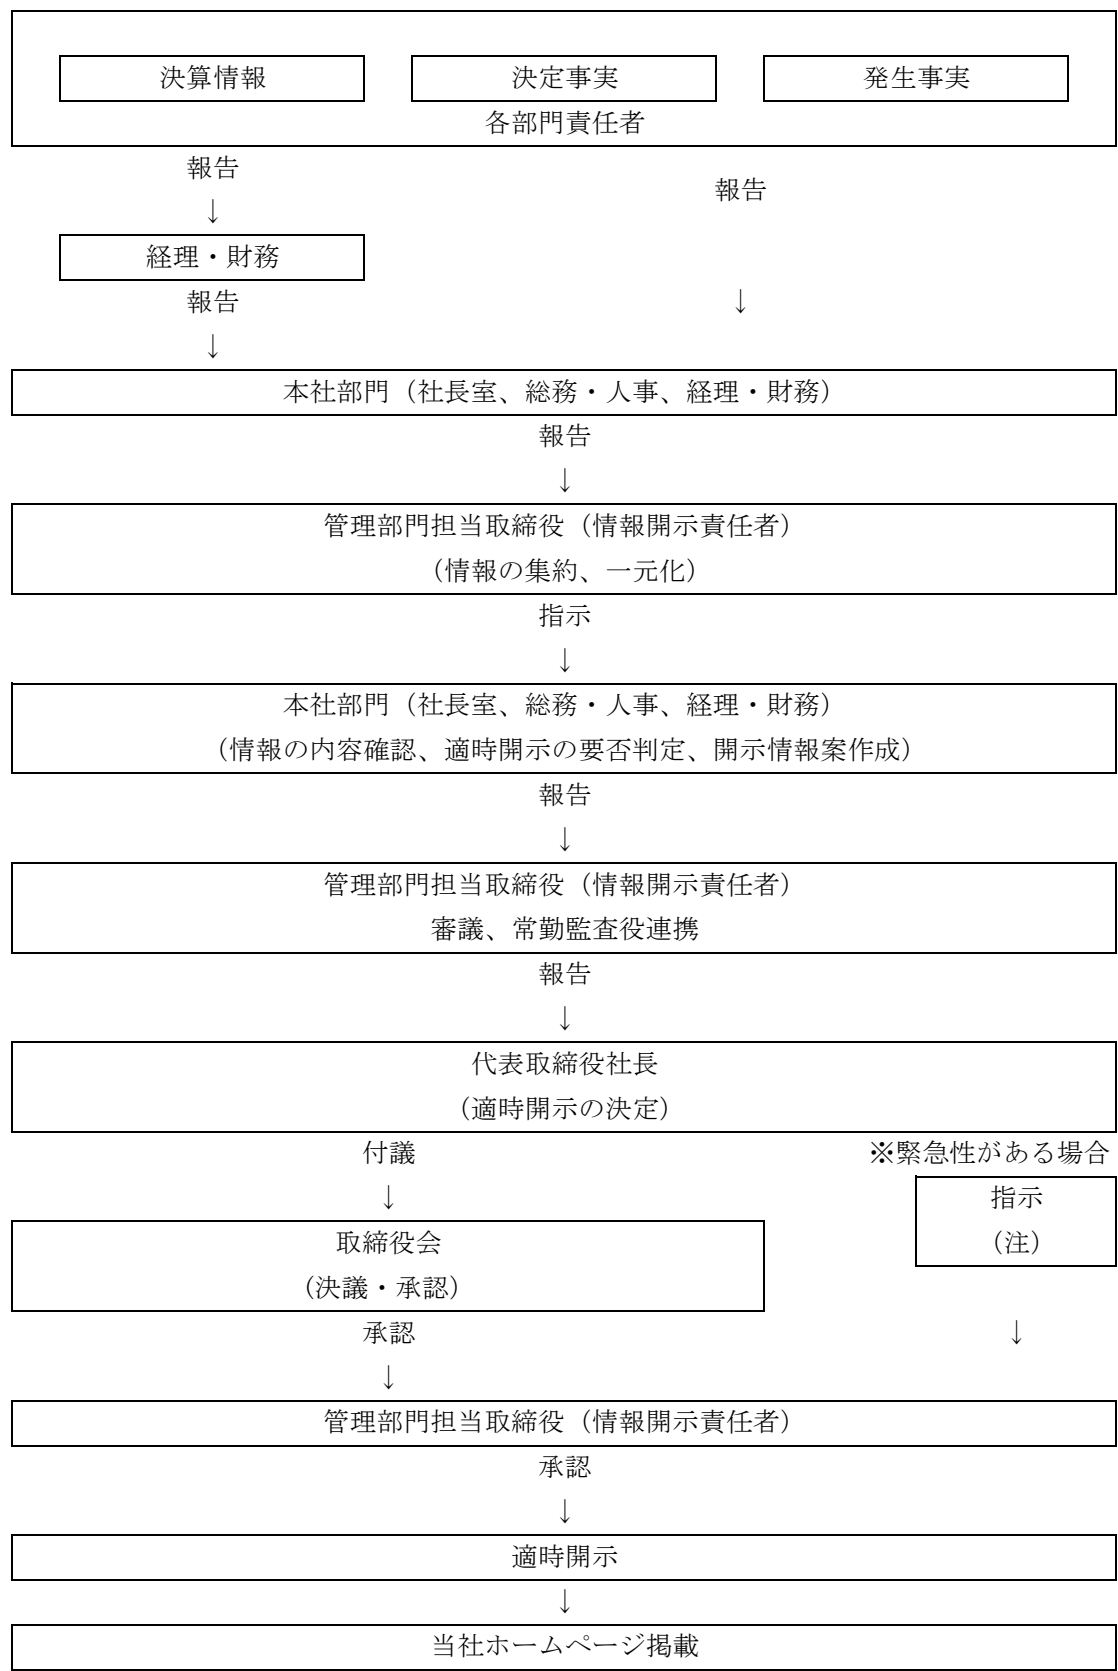 決算情報
決定事実
発生事実
各部門責任者
報告
↓
経理・財務
報告
↓
報告
↓
本社部門（社長室、総務・人事、経理・財務）
報告
↓
管理部門担当取締役（情報開示責任者）
（情報の集約、一元化）
指示
↓
本社部門（社長室、総務・人事、経理・財務）
（情報の内容確認、適時開示の要否判定、開示情報案作成）
報告
↓
管理部門担当取締役（情報開示責任者）
審議、常勤監査役連携
報告
↓
代表取締役社長
（適時開示の決定）
付議
↓
取締役会
（決議・承認）
承認
↓
※緊急性がある場合
指示
（注）
↓
管理部門担当取締役（情報開示責任者）
承認
↓
適時開示
↓
当社ホームページ掲載